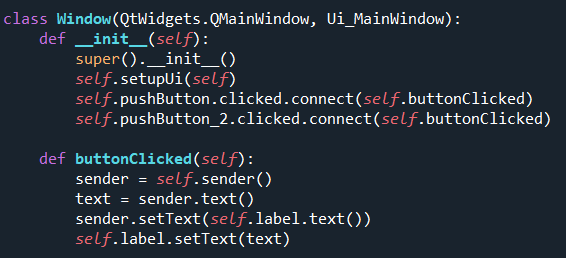 class Window(QtWidgets.QMainWindow, Ui_MainWindow):
    def __init__(self):
        super().__init__()
        self.setupUi(self)
        self.pushButton.clicked.connect(self.buttonClicked)
        self.pushButton_2.clicked.connect(self.buttonClicked)

    def buttonClicked(self):
        sender = self.sender()
        text = sender.text()
        sender.setText(self.label.text())
        self.label.setText(text)